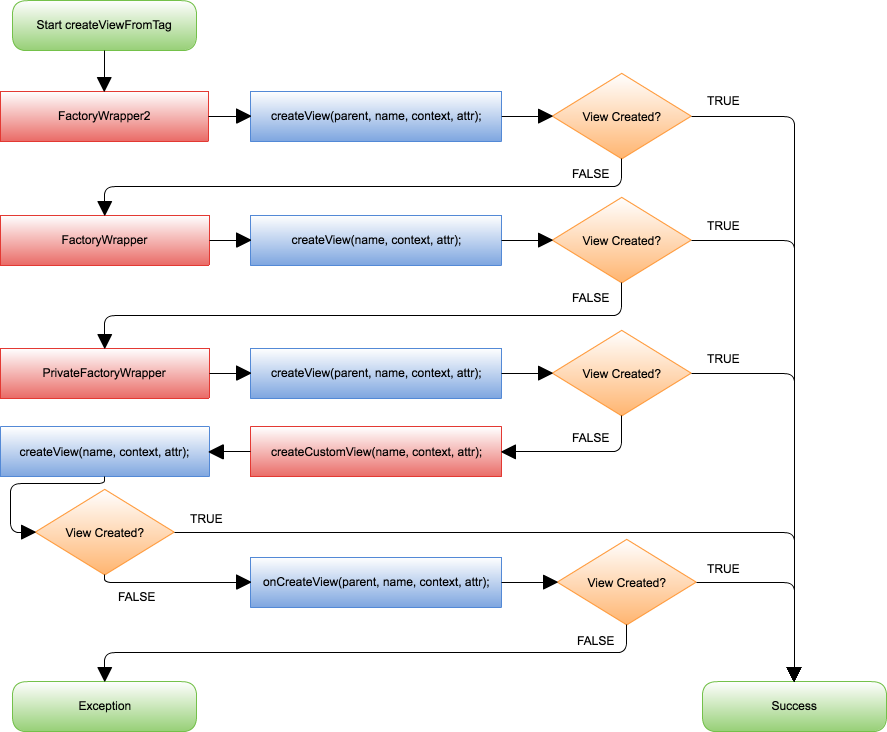 Start createViewFromTag
FactoryWrapper2
createView(parent, name, context, attr);
View Created?
TRUE
FALSE
FactoryWrapper
createView(name, context, attr);
View Created?
TRUE
FALSE
PrivateFactoryWrapper
createView(parent, name, context, attr);
View Created?
TRUE
FALSE
createView(name, context, attr);
createCustomView(name, context, attr);
View Created?
TRUE
FALSE
onCreateView(parent, name, context, attr);
View Created?
TRUE
FALSE
Exception
Success